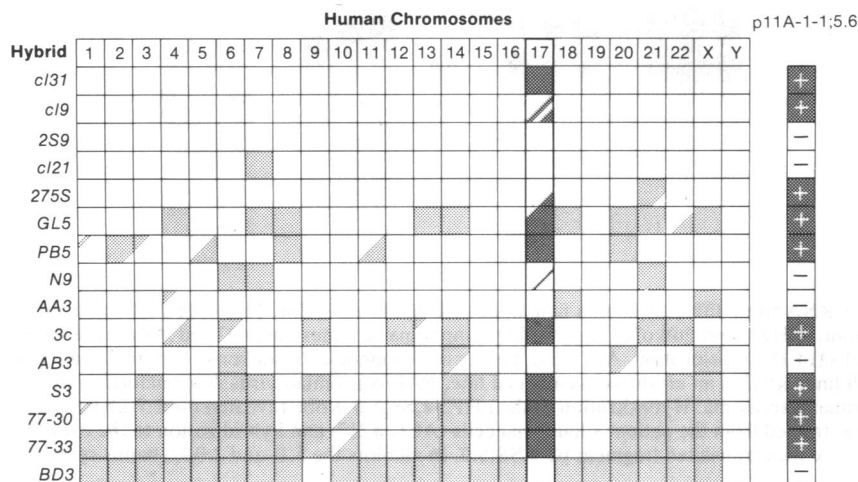 Human Chromosomes
p11A-1-1;5.6
Hybrid 1 2 3 4 5 6 7 8 9 10 11 12 13 14 15 16 17 18 19 20 21 22 X Y
cl31 +
cl9 +
2S9 −
cl21 −
275S +
GL5 +
PB5 +
N9 −
AA3 −
3c +
AB3 −
S3 +
77-30 +
77-33 +
BD3 −